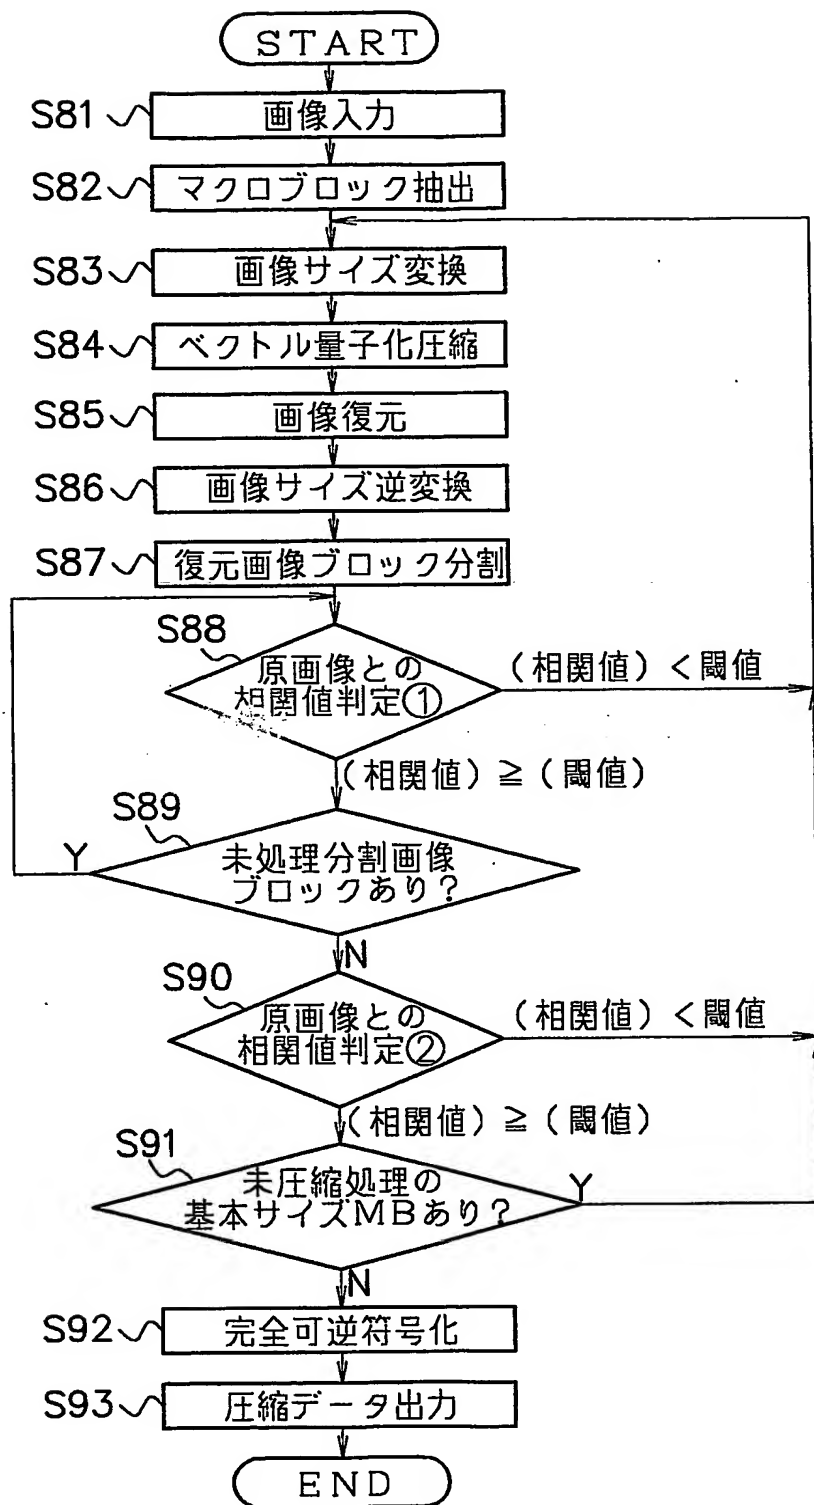 START
S81
画像入力
S82
マクロブロック抽出
S83
画像サイズ変換
S84
ベクトル量子化圧縮
S85
画像復元
S86
画像サイズ逆変換
S87
復元画像ブロック分割
S88
原画像との
相関値判定①
(相関値)<閾値
(相関値)≧(閾値)
S89
Y
未処理分割画像
ブロックあり?
N
S90
原画像との
相関値判定②
(相関値)<閾値
(相関値)≧(閾値)
S91
未圧縮処理の
基本サイズMBあり?
Y
N
S92
完全可逆符号化
S93
圧縮データ出力
END